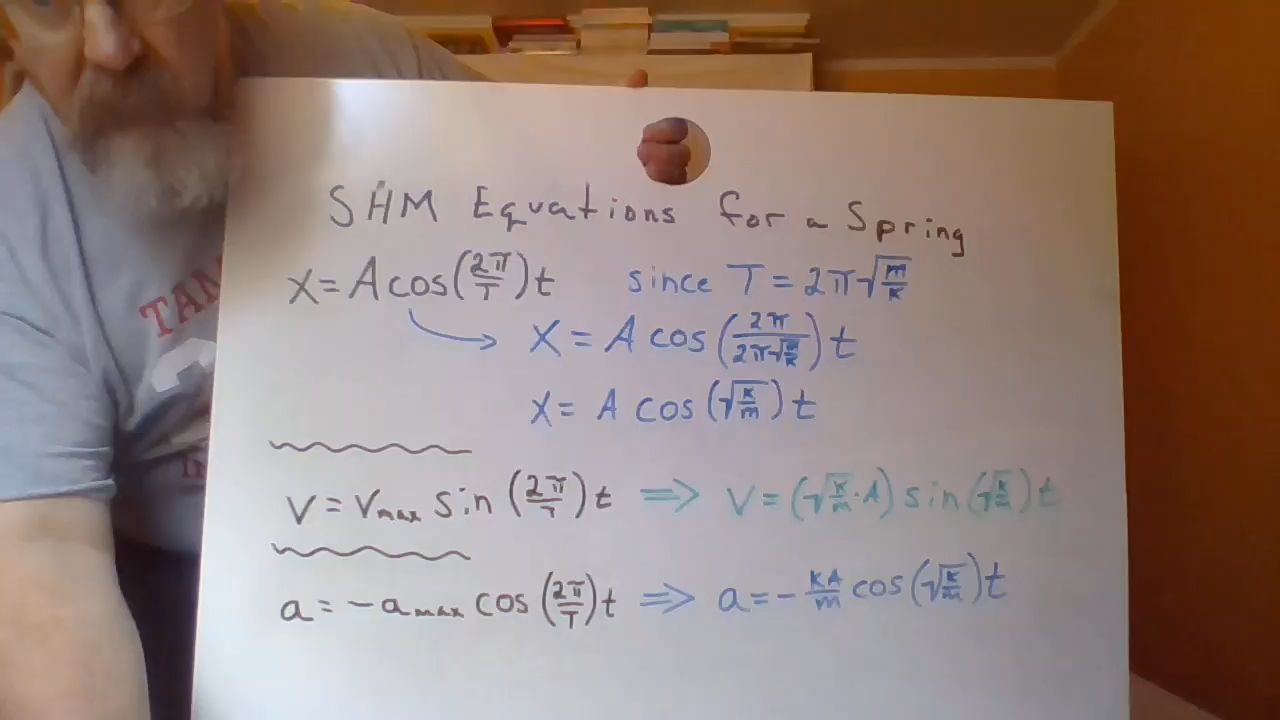 SHM Equations for a Spring
x = A cos(2π/T)t since T = 2π√(m/k)
x = A cos(2π/(2π√(m/k)))t
x = A cos(√(k/m))t
v = vmax sin(2π/T)t ⇒ v = (√(k/m)·A) sin(√(k/m))t
a = -amax cos(2π/T)t ⇒ a = -kA/m cos(√(k/m))t